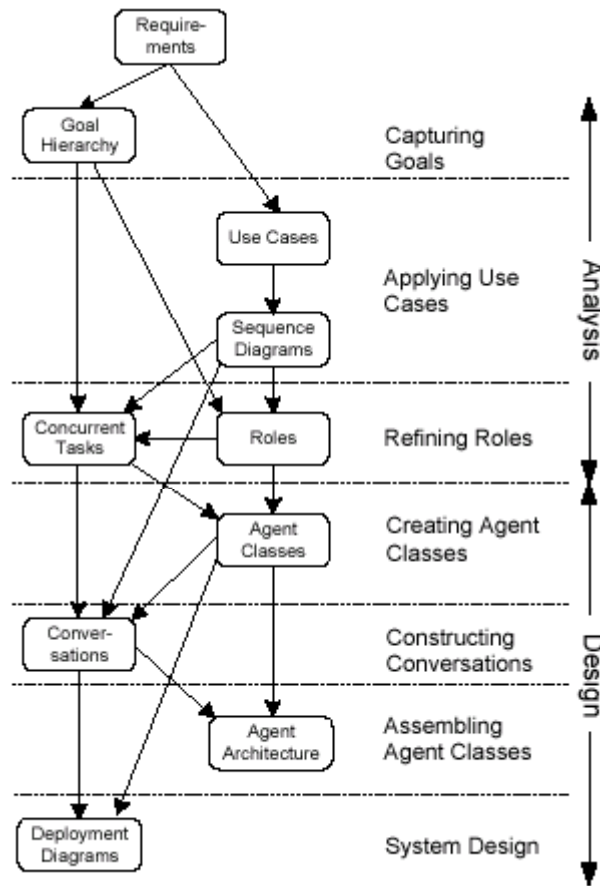 Require-
ments
Goal
Hierarchy
Capturing
Goals
Use Cases
Applying Use
Cases
Sequence
Diagrams
Analysis
Concurrent
Tasks
Roles
Refining Roles
Agent
Classes
Creating Agent
Classes
Conver-
sations
Constructing
Conversations
Design
Agent
Architecture
Assembling
Agent Classes
Deployment
Diagrams
System Design